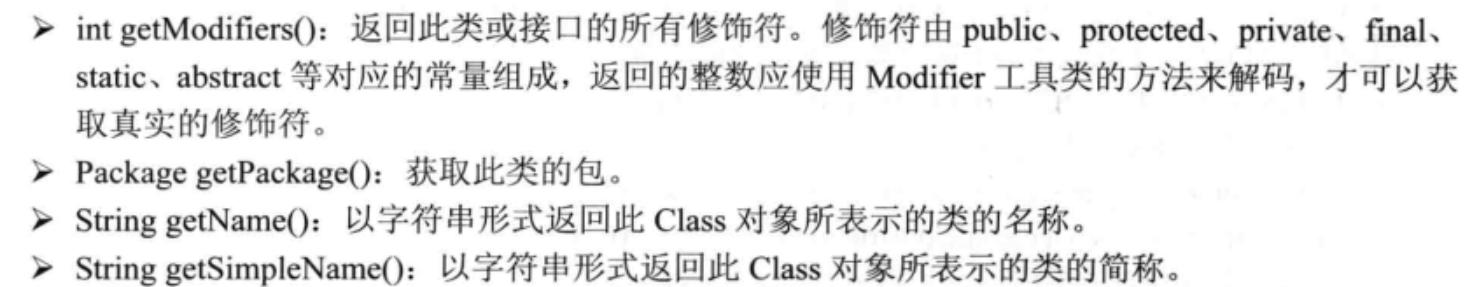 ➢ int getModifiers()：返回此类或接口的所有修饰符。修饰符由 public、protected、private、final、
static、abstract 等对应的常量组成，返回的整数应使用 Modifier 工具类的方法来解码，才可以获
取真实的修饰符。
➢ Package getPackage()：获取此类的包。
➢ String getName()：以字符串形式返回此 Class 对象所表示的类的名称。
➢ String getSimpleName()：以字符串形式返回此 Class 对象所表示的类的简称。